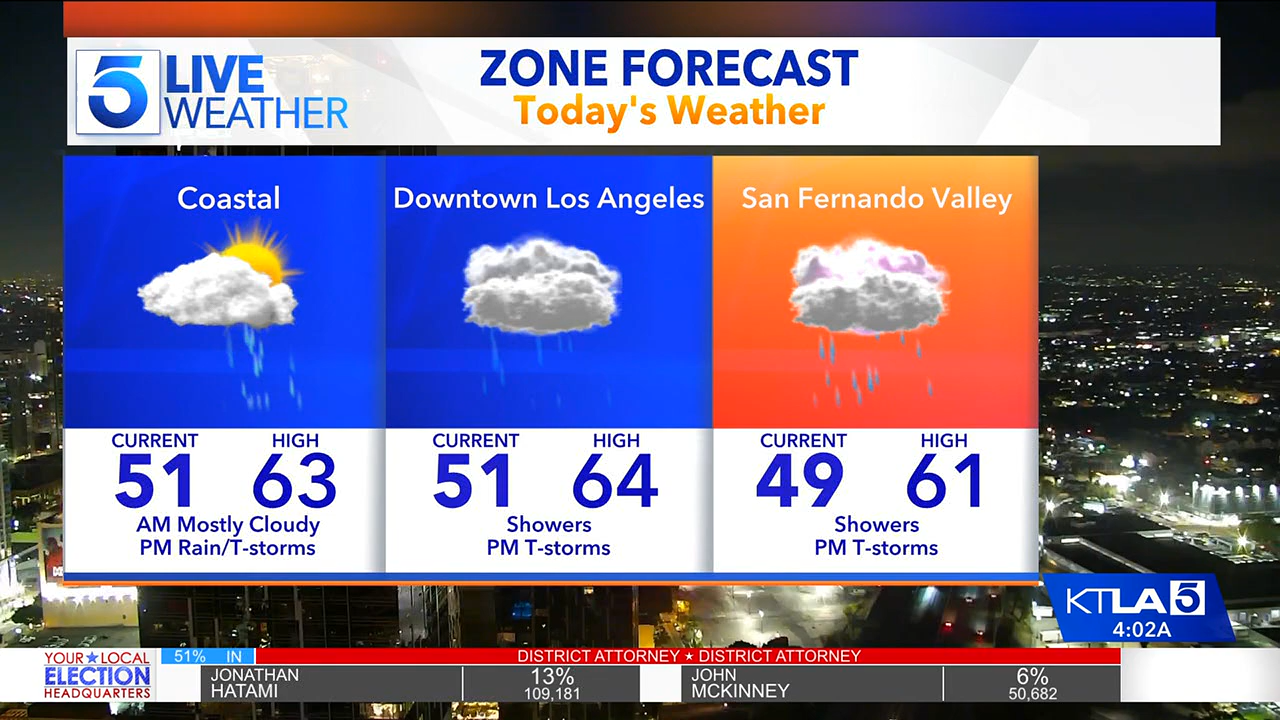 5 LIVE
WEATHER
ZONE FORECAST
Today's Weather
Coastal
CURRENT HIGH
51 63
AM Mostly Cloudy
PM Rain/T-storms
Downtown Los Angeles
CURRENT HIGH
51 64
Showers
PM T-storms
San Fernando Valley
CURRENT HIGH
49 61
Showers
PM T-storms
KTLA 5
4:02A
YOUR★LOCAL
ELECTION
HEADQUARTERS
51% IN
DISTRICT ATTORNEY ★ DISTRICT ATTORNEY
JONATHAN
HATAMI
13%
109,181
JOHN
MCKINNEY
6%
50,682